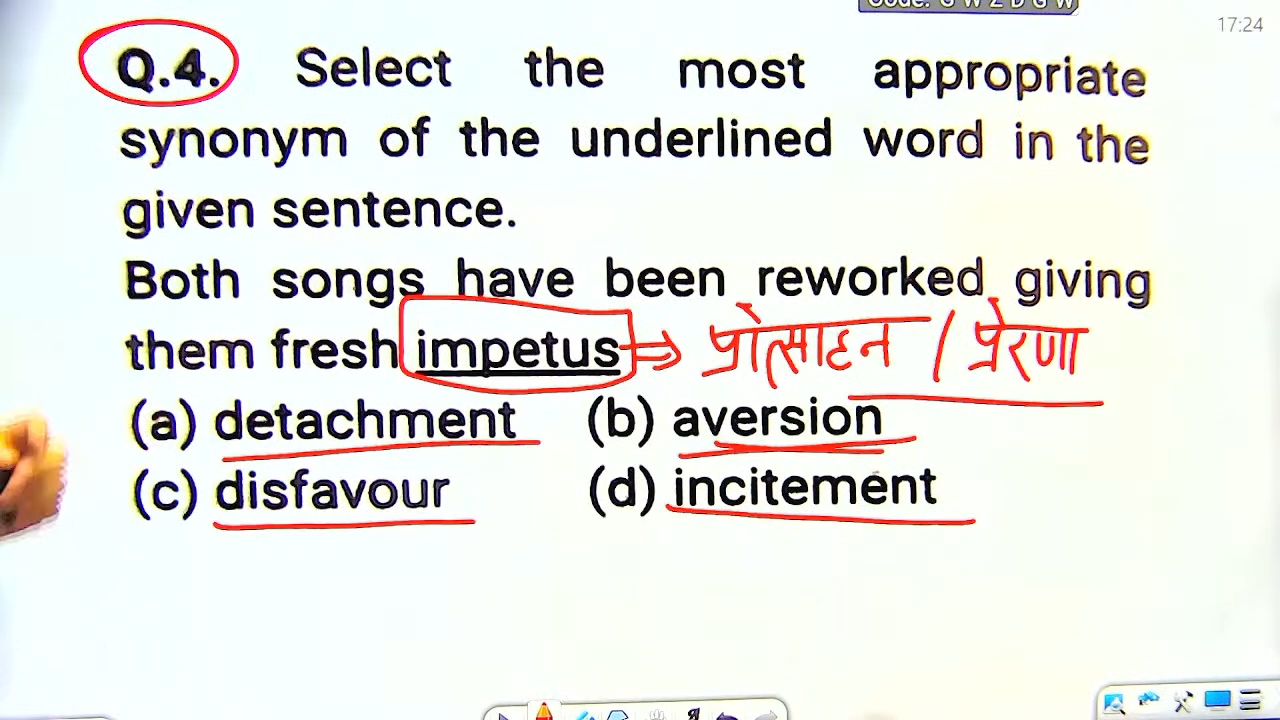 17:24
Q.4. Select the most appropriate
synonym of the underlined word in the
given sentence.
Both songs have been reworked giving
them fresh impetus ⇒ प्रोत्साहन / प्रेरणा
(a) detachment (b) aversion
(c) disfavour (d) incitement